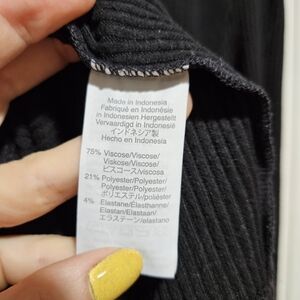 Made in Indonesia
Fabriqué en Indonésie
in Indonesien Hergestellt
Vervaardigd in Indonesië
インドネシア製
Hecho en Indonesia
75% Viscose/Viscose/
Viskose/Viscose/
ビスコース/viscosa
21% Polyester/Polyester/
Polyester/Polyester/
ポリエステル/poliéster
4% Elastane/Élasthanne/
Elastan/Elastaan/
エラステーン/elastano